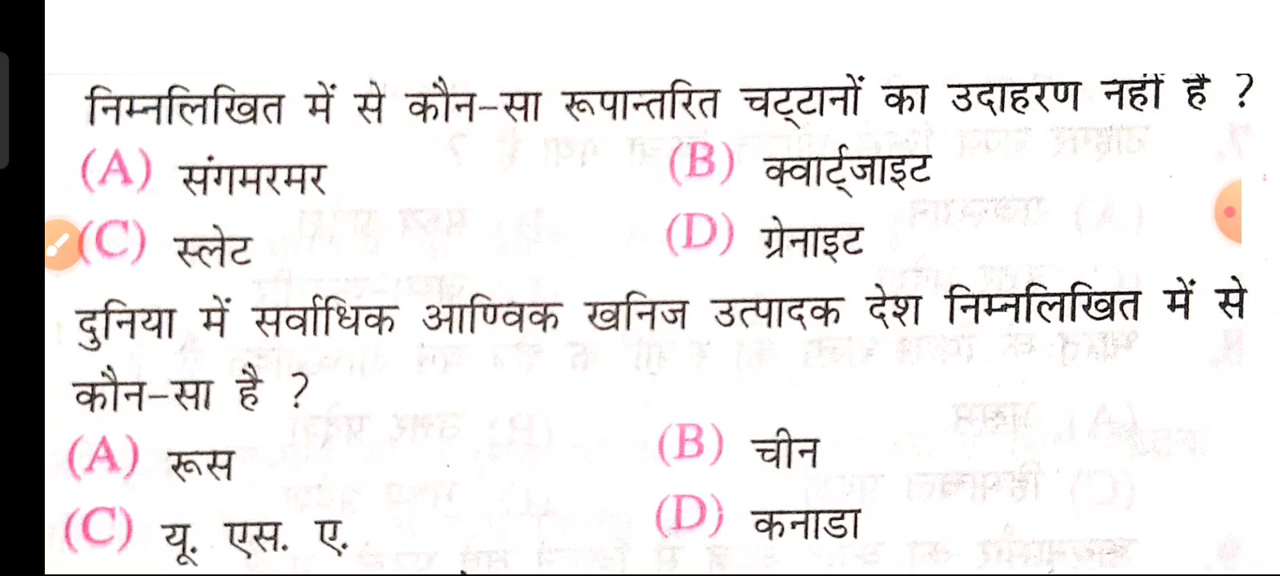 निम्नलिखित में से कौन-सा रूपान्तरित चट्टानों का उदाहरण नहीं है ?
(A) संगमरमर (B) क्वार्ट्जाइट
(C) स्लेट (D) ग्रेनाइट
दुनिया में सर्वाधिक आण्विक खनिज उत्पादक देश निम्नलिखित में से
कौन-सा है ?
(A) रूस (B) चीन
(C) यू. एस. ए. (D) कनाडा